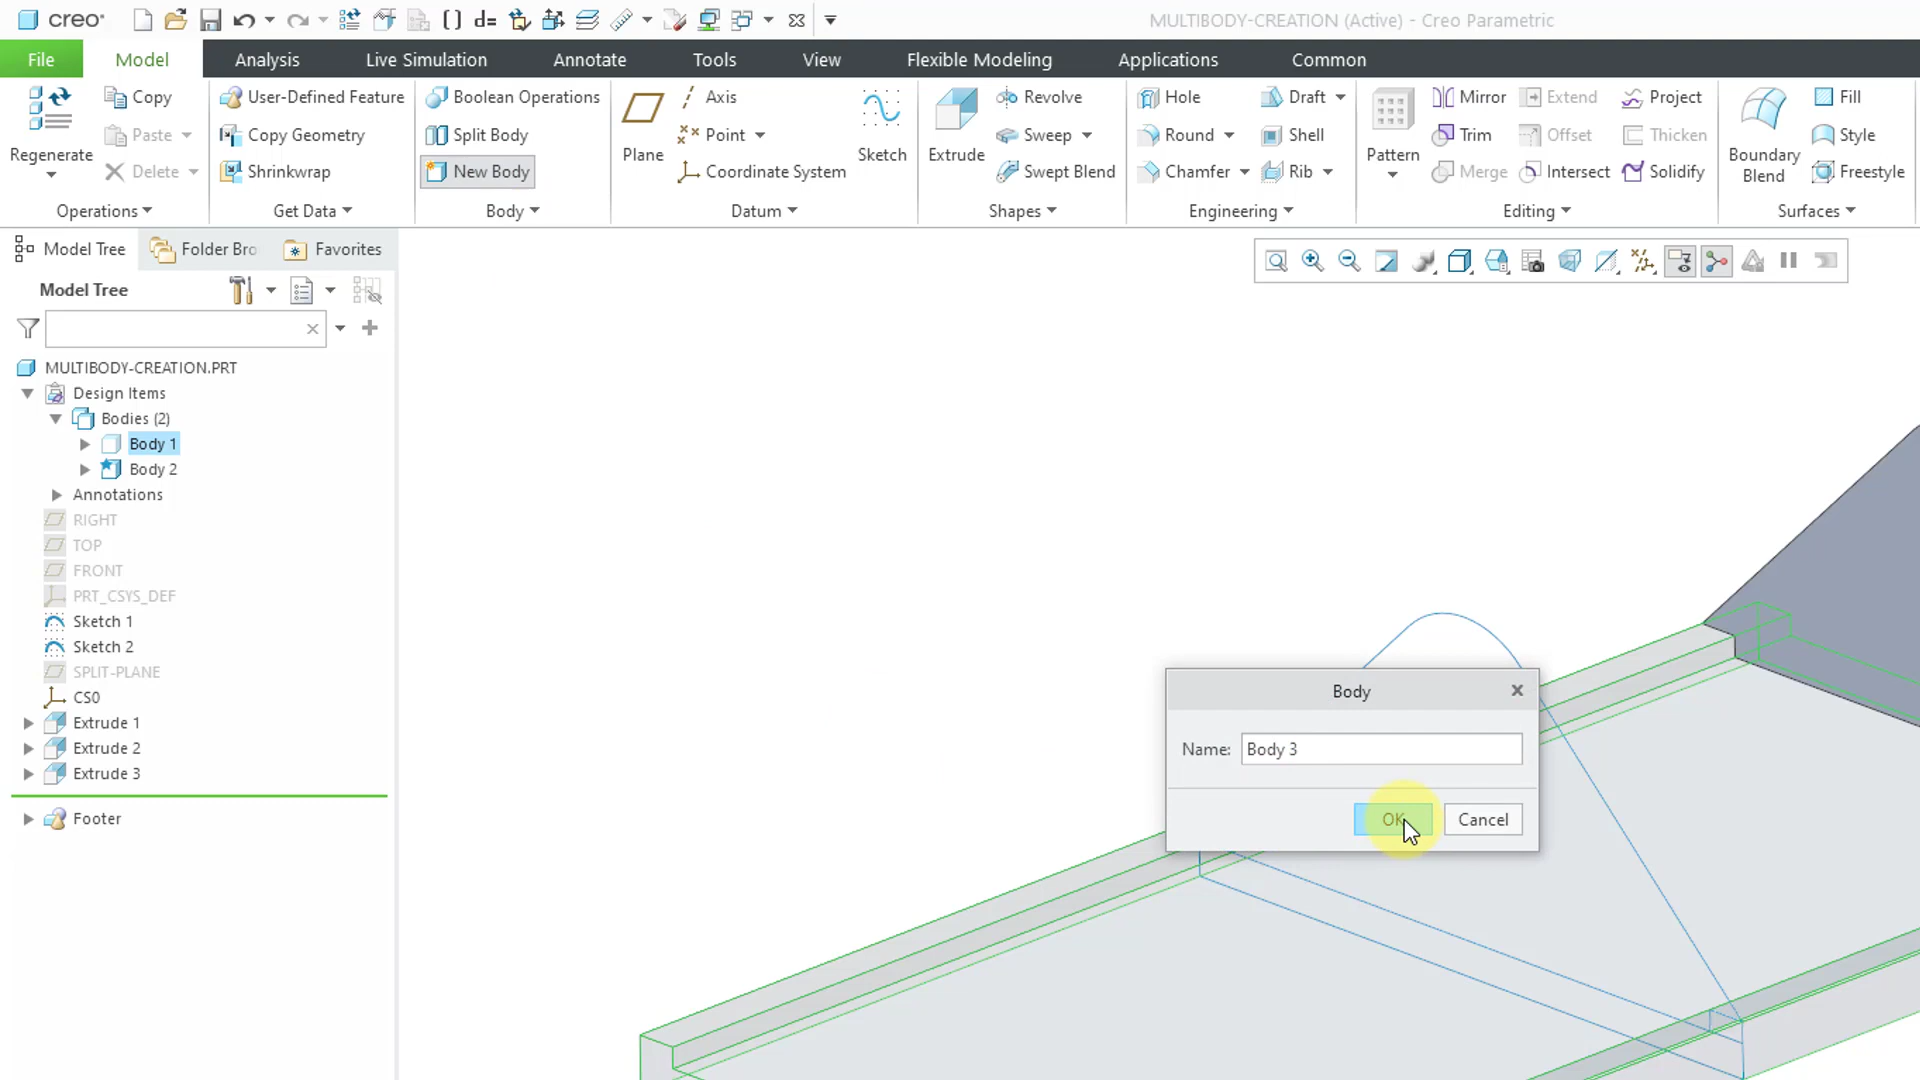 creo
MULTIBODY-CREATION (Active) - Creo Parametric
File
Model
Analysis
Live Simulation
Annotate
Tools
View
Flexible Modeling
Applications
Common
Regenerate
Copy
Paste
Delete
Operations
User-Defined Feature
Copy Geometry
Shrinkwrap
Get Data
Boolean Operations
Split Body
New Body
Body
Plane
Axis
Point
Coordinate System
Sketch
Datum
Extrude
Revolve
Sweep
Swept Blend
Shapes
Hole
Draft
Round
Shell
Chamfer
Rib
Engineering
Pattern
Mirror
Extend
Project
Trim
Offset
Thicken
Merge
Intersect
Solidify
Editing
Boundary
Blend
Fill
Style
Freestyle
Surfaces
Model Tree
Folder Bro
Favorites
Model Tree
MULTIBODY-CREATION.PRT
Design Items
Bodies (2)
Body 1
Body 2
Annotations
RIGHT
TOP
FRONT
PRT_CSYS_DEF
Sketch 1
Sketch 2
SPLIT-PLANE
CS0
Extrude 1
Extrude 2
Extrude 3
Footer
Body
Name: Body 3
OK
Cancel